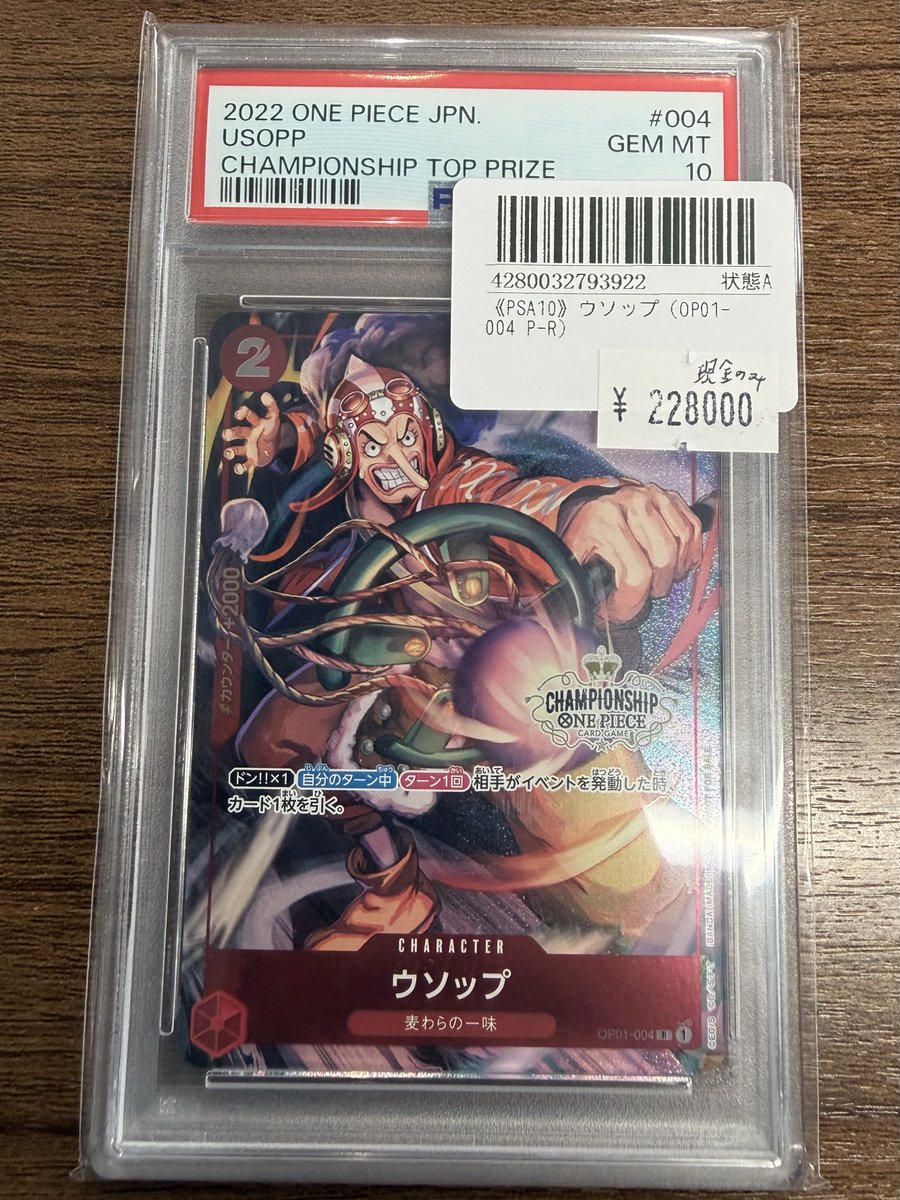 2022 ONE PIECE JPN.
#004
USOPP
GEM MT
CHAMPIONSHIP TOP PRIZE
10
4280032793922
状態A
《PSA10》 ウソップ (OP01-
004 P-R)
現金のみ
¥ 228000
2
カウンター+2000
CHAMPIONSHIP
ONE PIECE
CARD GAME
ドン!!×1 自分のターン中 ターン1回 相手がイベントを発動した時、
カード1枚を引く。
CHARACTER
ウソップ
麦わらの一味
OP01-004 R 1